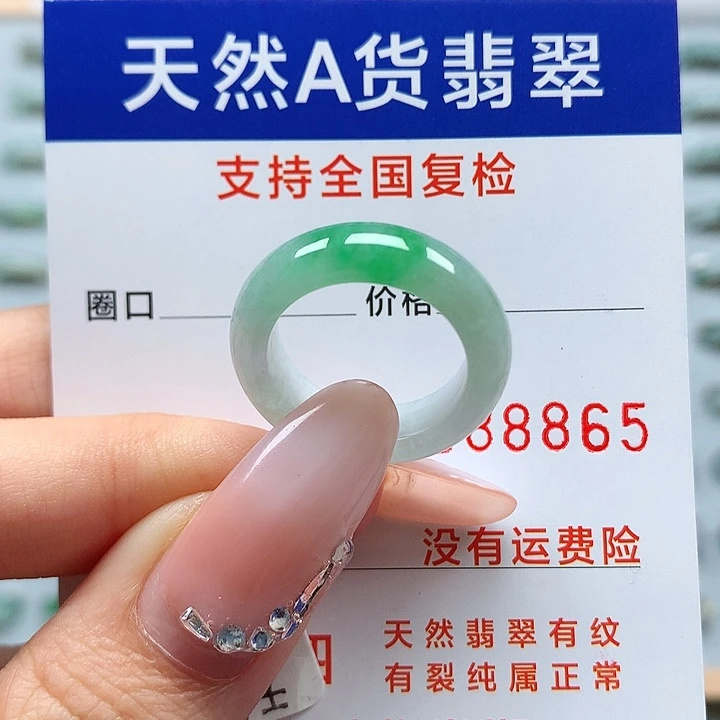 天然A货翡翠
支持全国复检
圈口 价格
88865
没有运费险
天然翡翠有纹
有裂纯属正常